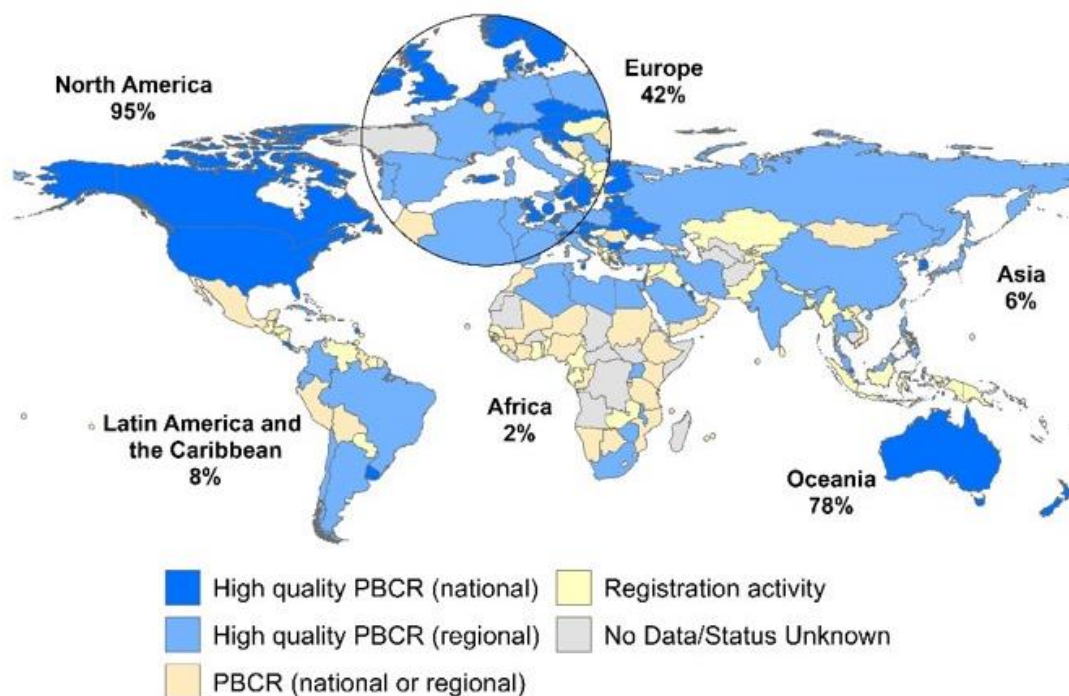 North America
95%
Europe
42%
Asia
6%
Latin America and
the Caribbean
8%
Africa
2%
Oceania
78%
High quality PBCR (national)
High quality PBCR (regional)
PBCR (national or regional)
Registration activity
No Data/Status Unknown